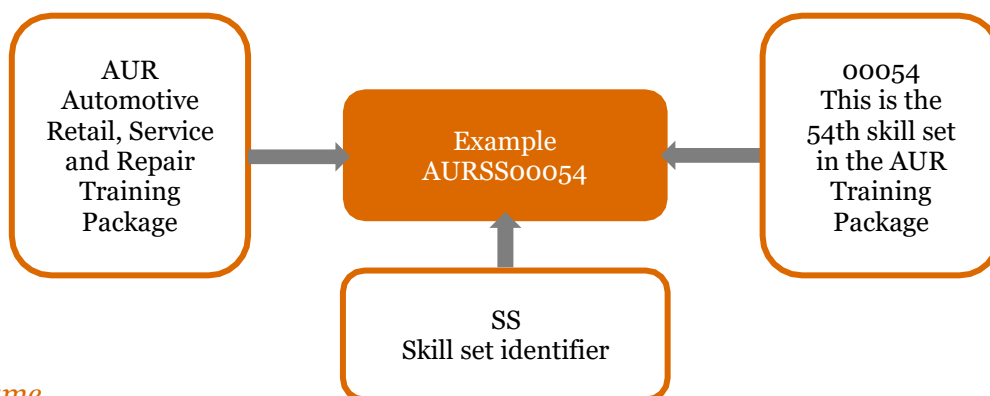 AUR
Automotive
Retail, Service
and Repair
Training
Package
Example
AURSS00054
00054
This is the
54th skill set
in the AUR
Training
Package
SS
Skill set identifier